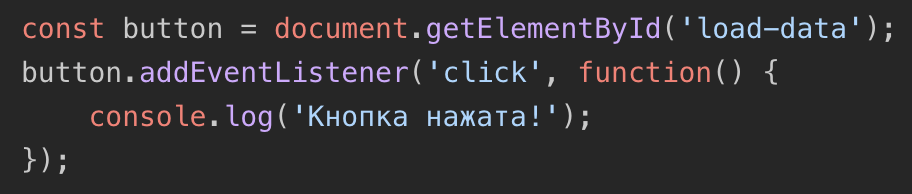 const button = document.getElementById('load-data');
button.addEventListener('click', function() {
    console.log('Кнопка нажата!');
});